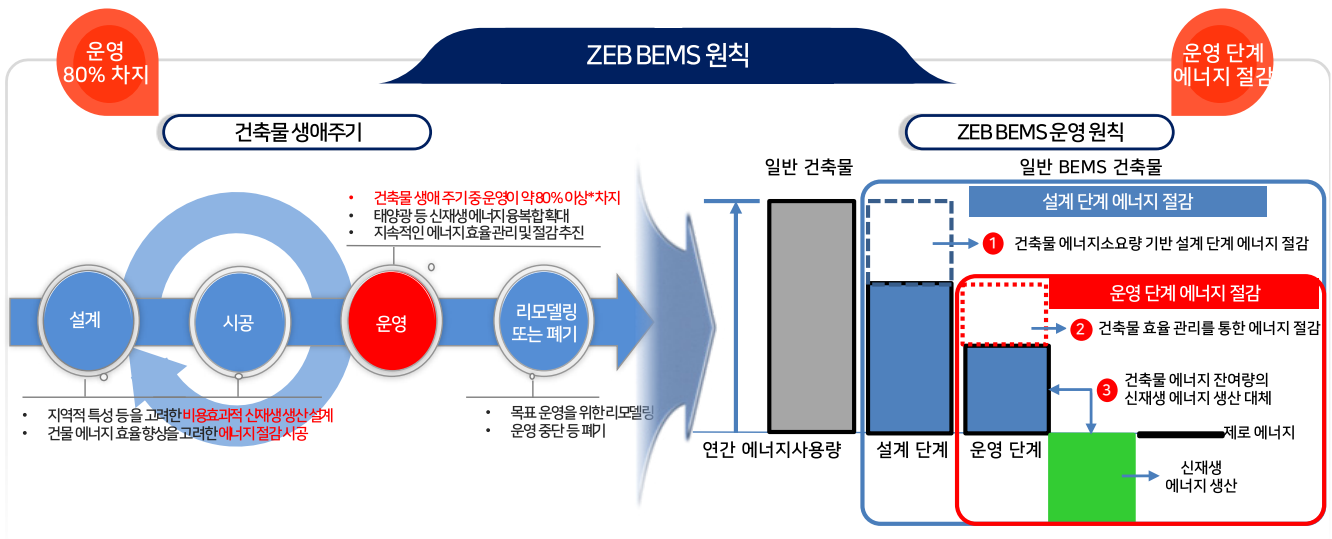 운영
80% 차지
ZEB BEMS 원칙
운영 단계
에너지 절감
건축물 생애주기
• 건축물 생애 주기 중 운영이 약 80% 이상* 차지
• 태양광 등 신재생 에너지 융복합 확대
• 지속적인 에너지 효율 관리 및 절감 추진
설계
시공
운영
리모델링
또는 폐기
• 지역적 특성 등을 고려한 비용효과적 신재생 생산 설계
• 건물 에너지 효율 향상을 고려한 에너지 절감 시공
• 목표 운영을 위한 리모델링
• 운영 중단 등 폐기
ZEB BEMS 운영 원칙
일반 건축물
일반 BEMS 건축물
설계 단계 에너지 절감
1 건축물 에너지소요량 기반 설계 단계 에너지 절감
운영 단계 에너지 절감
2 건축물 효율 관리를 통한 에너지 절감
3 건축물 에너지 잔여량의
신재생 에너지 생산 대체
제로 에너지
연간 에너지사용량
설계 단계
운영 단계
신재생
에너지 생산